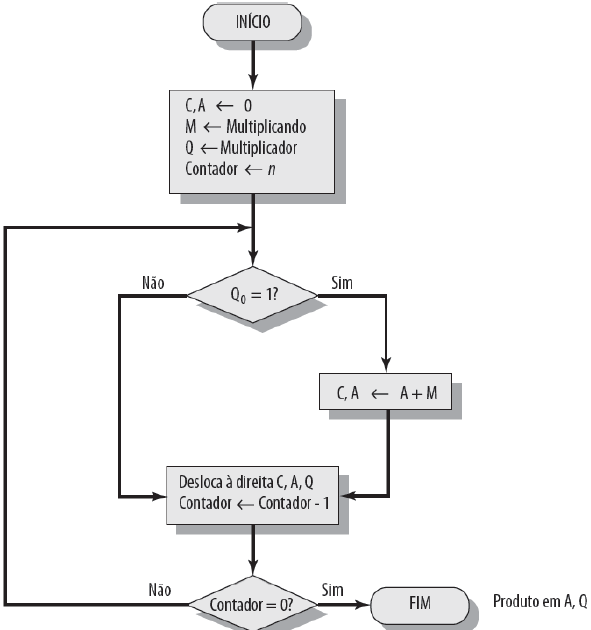 INÍCIO
C, A ← 0
M ← Multiplicando
Q ← Multiplicador
Contador ← n
Não
Q₀ = 1?
Sim
C, A ← A + M
Desloca à direita C, A, Q
Contador ← Contador - 1
Não
Contador = 0?
Sim
FIM
Produto em A, Q